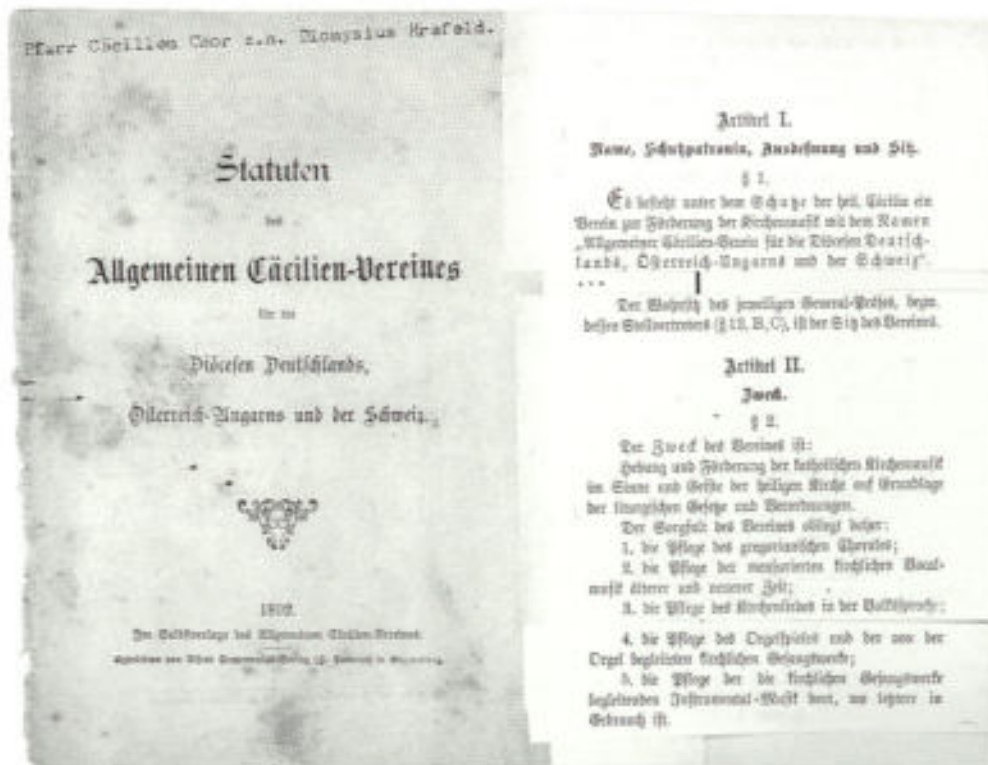 Pfarr Cäcilien Chor z.h. Dionysius Krefeld.
Statuten
des
Allgemeinen Cäcilien-Vereines
für die
Diöcesen Deutschlands,
Österreich-Ungarns und der Schweiz.
Im Selbstverlage des Allgemeinen Cäcilien-Vereines.
Artikel I.
Name, Schutzpatronin, Ausdehnung und Sitz.
§ 1.
Es besteht unter dem Schutze der heil. Cäcilia ein
Verein zur Förderung der Kirchenmusik mit dem Namen
„Allgemeiner Cäcilien-Verein für die Diöcesen Deutsch-
lands, Österreich-Ungarns und der Schweiz".
...
Der Wohnsitz des jeweiligen General-Präses, bezw.
dessen Stellvertreters (§ 12, B, C), ist der Sitz des Vereines.
Artikel II.
Zweck.
§ 2.
Der Zweck des Vereines ist:
Hebung und Förderung der katholischen Kirchenmusik
im Sinne und Geiste der heiligen Kirche auf Grundlage
der liturgischen Gesetze und Verordnungen.
Der Sorgfalt des Vereines obliegt daher:
1. die Pflege des gregorianischen Chorales;
2. die Pflege der mensurierten kirchlichen Vocal-
musik älterer und neuerer Zeit;
3. die Pflege des Kirchenliedes in der Volkssprache;
4. die Pflege des Orgelspieles und der von der
Orgel begleiteten kirchlichen Gesangwerke;
5. die Pflege der die kirchlichen Gesangwerke
begleitenden Instrumental-Musik dort, wo letztere in
Gebrauch ist.